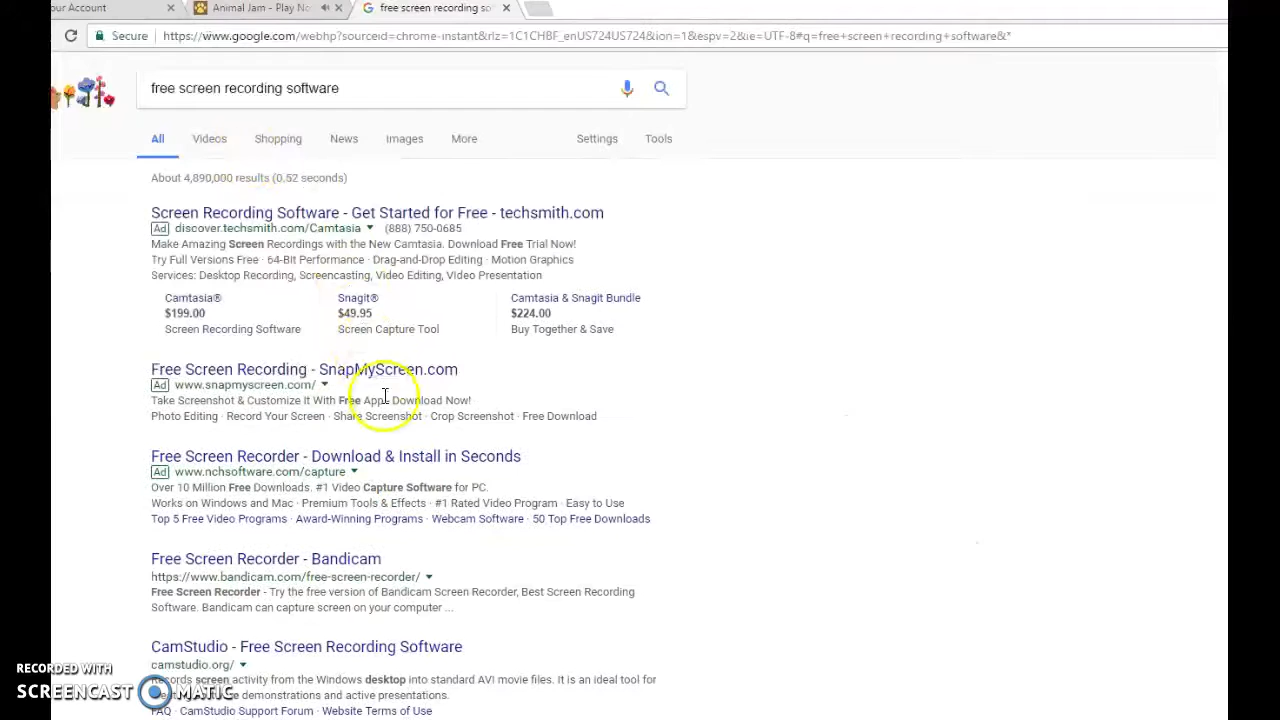 our Account
Animal Jam - Play No
free screen recording so
Secure https://www.google.com/webhp?sourceid=chrome-instant&rlz=1C1CHBF_enUS724US724&ion=1&espv=2&ie=UTF-8#q=free+screen+recording+software&*
free screen recording software
All Videos Shopping News Images More Settings Tools
About 4,890,000 results (0.52 seconds)
Screen Recording Software - Get Started for Free - techsmith.com
Ad discover.techsmith.com/Camtasia (888) 750-0685
Make Amazing Screen Recordings with the New Camtasia. Download Free Trial Now!
Try Full Versions Free · 64-Bit Performance · Drag-and-Drop Editing · Motion Graphics
Services: Desktop Recording, Screencasting, Video Editing, Video Presentation
Camtasia® Snagit® Camtasia & Snagit Bundle
$199.00 $49.95 $224.00
Screen Recording Software Screen Capture Tool Buy Together & Save
Free Screen Recording - SnapMyScreen.com
Ad www.snapmyscreen.com/
Take Screenshot & Customize It With Free App. Download Now!
Photo Editing · Record Your Screen · Share Screenshot · Crop Screenshot · Free Download
Free Screen Recorder - Download & Install in Seconds
Ad www.nchsoftware.com/capture
Over 10 Million Free Downloads. #1 Video Capture Software for PC.
Works on Windows and Mac · Premium Tools & Effects · #1 Rated Video Program · Easy to Use
Top 5 Free Video Programs · Award-Winning Programs · Webcam Software · 50 Top Free Downloads
Free Screen Recorder - Bandicam
https://www.bandicam.com/free-screen-recorder/
Free Screen Recorder - Try the free version of Bandicam Screen Recorder, Best Screen Recording
Software. Bandicam can capture screen on your computer ...
CamStudio - Free Screen Recording Software
camstudio.org/
Records screen activity from the Windows desktop into standard AVI movie files. It is an ideal tool for
demonstrations and active presentations.
FAQ · CamStudio Support Forum · Website Terms of Use
RECORDED WITH
SCREENCAST MATIC